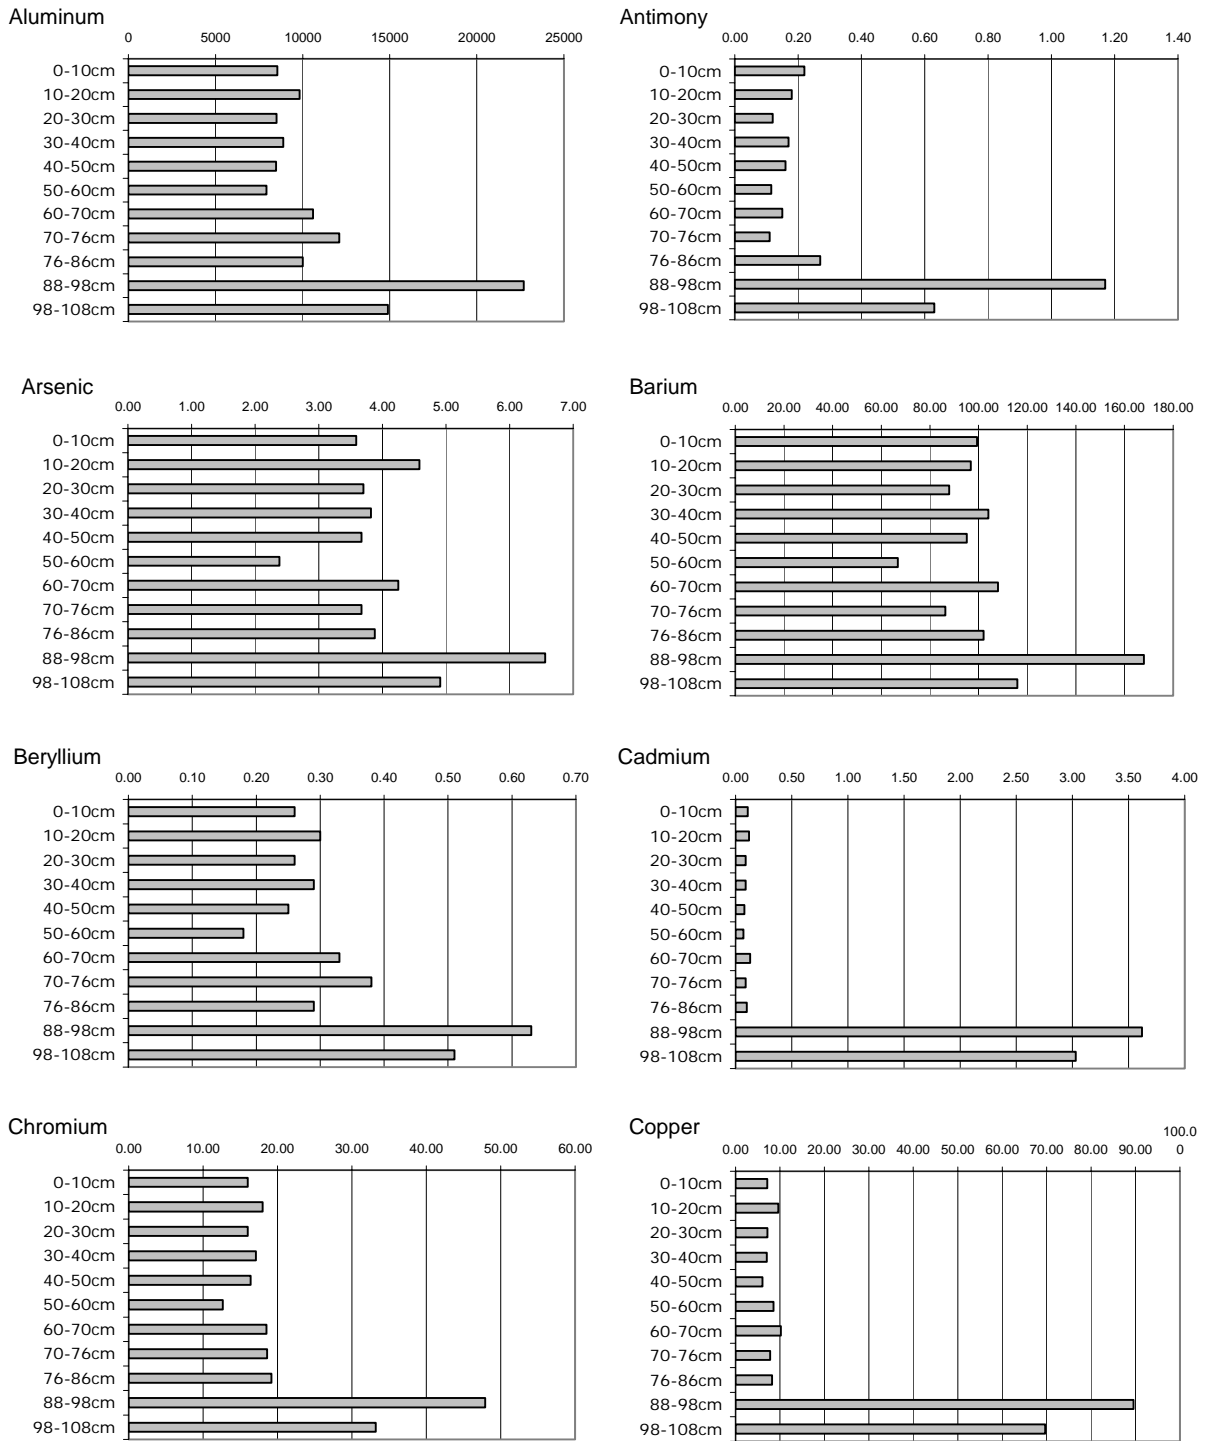 Aluminum
0 5000 10000 15000 20000 25000
0-10cm
10-20cm
20-30cm
30-40cm
40-50cm
50-60cm
60-70cm
70-76cm
76-86cm
88-98cm
98-108cm
Antimony
0.00 0.20 0.40 0.60 0.80 1.00 1.20 1.40
0-10cm
10-20cm
20-30cm
30-40cm
40-50cm
50-60cm
60-70cm
70-76cm
76-86cm
88-98cm
98-108cm
Arsenic
0.00 1.00 2.00 3.00 4.00 5.00 6.00 7.00
0-10cm
10-20cm
20-30cm
30-40cm
40-50cm
50-60cm
60-70cm
70-76cm
76-86cm
88-98cm
98-108cm
Barium
0.00 20.00 40.00 60.00 80.00 100.00 120.00 140.00 160.00 180.00
0-10cm
10-20cm
20-30cm
30-40cm
40-50cm
50-60cm
60-70cm
70-76cm
76-86cm
88-98cm
98-108cm
Beryllium
0.00 0.10 0.20 0.30 0.40 0.50 0.60 0.70
0-10cm
10-20cm
20-30cm
30-40cm
40-50cm
50-60cm
60-70cm
70-76cm
76-86cm
88-98cm
98-108cm
Cadmium
0.00 0.50 1.00 1.50 2.00 2.50 3.00 3.50 4.00
0-10cm
10-20cm
20-30cm
30-40cm
40-50cm
50-60cm
60-70cm
70-76cm
76-86cm
88-98cm
98-108cm
Chromium
0.00 10.00 20.00 30.00 40.00 50.00 60.00
0-10cm
10-20cm
20-30cm
30-40cm
40-50cm
50-60cm
60-70cm
70-76cm
76-86cm
88-98cm
98-108cm
Copper
100.0
0.00 10.00 20.00 30.00 40.00 50.00 60.00 70.00 80.00 90.00 0
0-10cm
10-20cm
20-30cm
30-40cm
40-50cm
50-60cm
60-70cm
70-76cm
76-86cm
88-98cm
98-108cm